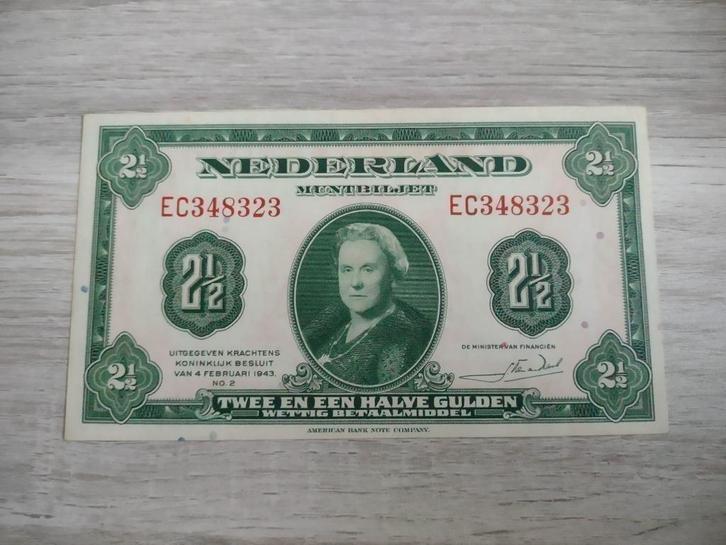 2½ 2½
NEDERLAND
MUNTBILJET
EC348323 EC348323
2½ 2½
UITGEGEVEN KRACHTENS
KONINKLIJK BESLUIT
VAN 4 FEBRUARI 1943.
NO. 2
DE MINISTER VAN FINANCIËN
2½ 2½
TWEE EN EEN HALVE GULDEN
WETTIG BETAALMIDDEL
AMERICAN BANK NOTE COMPANY.